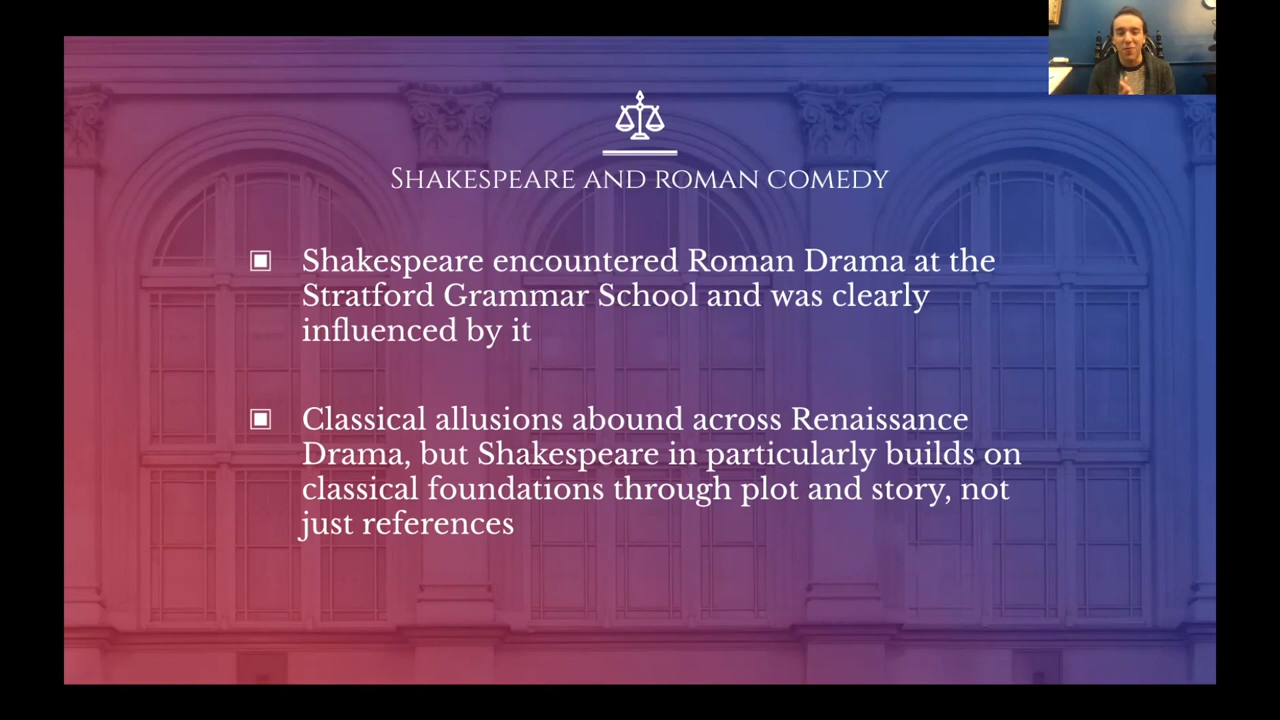 Shakespeare and Roman comedy
Shakespeare encountered Roman Drama at the
Stratford Grammar School and was clearly
influenced by it
Classical allusions abound across Renaissance
Drama, but Shakespeare in particularly builds on
classical foundations through plot and story, not
just references